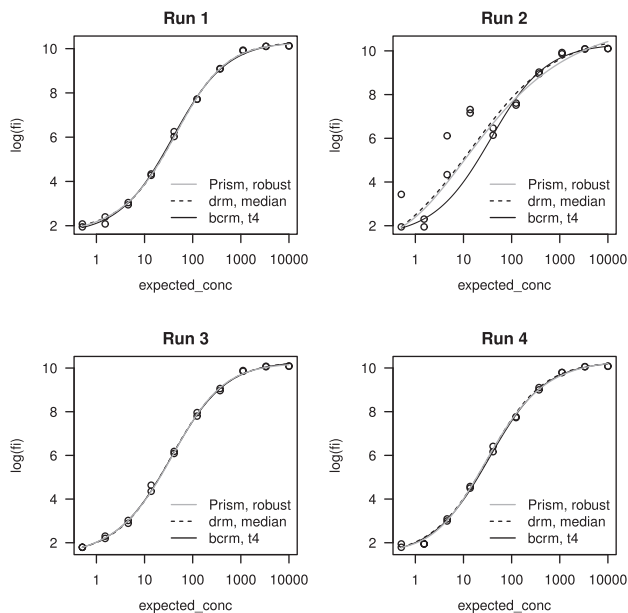 Run 1
10
8
6
4
2
log(fi)
Prism, robust
drm, median
bcrm, t4
1 10 100 1000 10000
expected_conc
Run 2
10
8
6
4
2
log(fi)
Prism, robust
drm, median
bcrm, t4
1 10 100 1000 10000
expected_conc
Run 3
10
8
6
4
2
log(fi)
Prism, robust
drm, median
bcrm, t4
1 10 100 1000 10000
expected_conc
Run 4
10
8
6
4
2
log(fi)
Prism, robust
drm, median
bcrm, t4
1 10 100 1000 10000
expected_conc